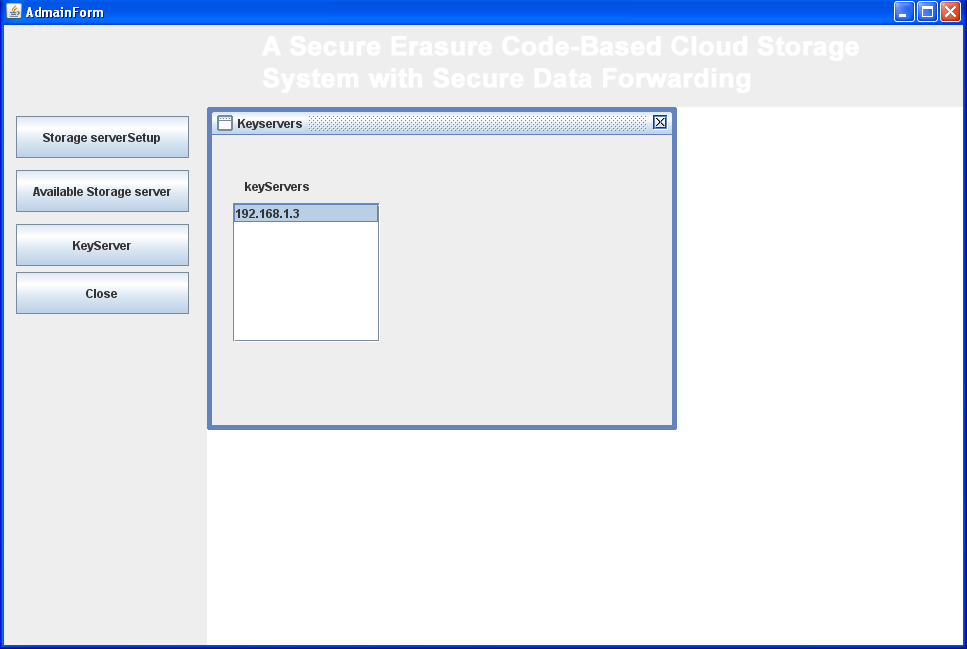 AdmainForm
A Secure Erasure Code-Based Cloud Storage
System with Secure Data Forwarding
Storage serverSetup
Available Storage server
KeyServer
Close
Keyservers
keyServers
192.168.1.3